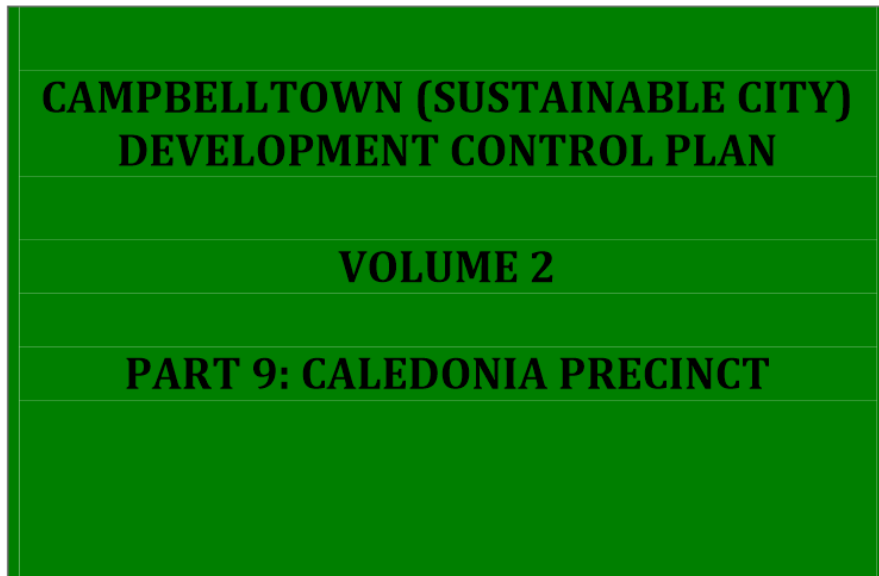 CAMPBELLTOWN (SUSTAINABLE CITY)
DEVELOPMENT CONTROL PLAN
VOLUME 2
PART 9: CALEDONIA PRECINCT